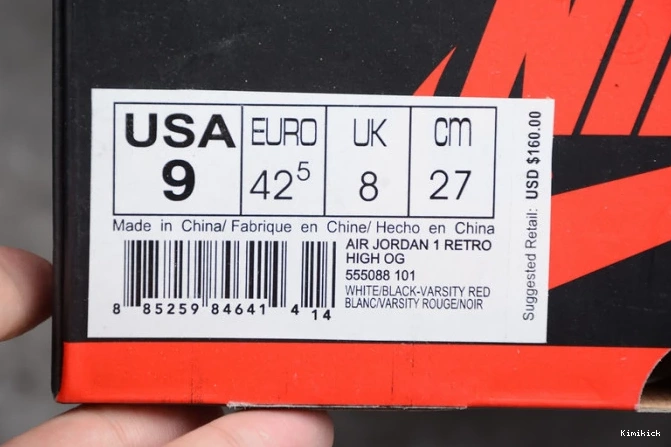 USA EURO UK cm
9 42⁵ 8 27
Made in China/ Fabrique en Chine/ Hecho en China
AIR JORDAN 1 RETRO
HIGH OG
555088 101
WHITE/BLACK-VARSITY RED
BLANC/VARSITY ROUGE/NOIR
8 85259 84641 4 14
Suggested Retail: USD $160.00
Kimikick